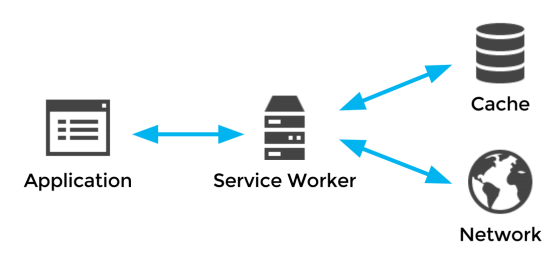 Application
Service Worker
Cache
Network